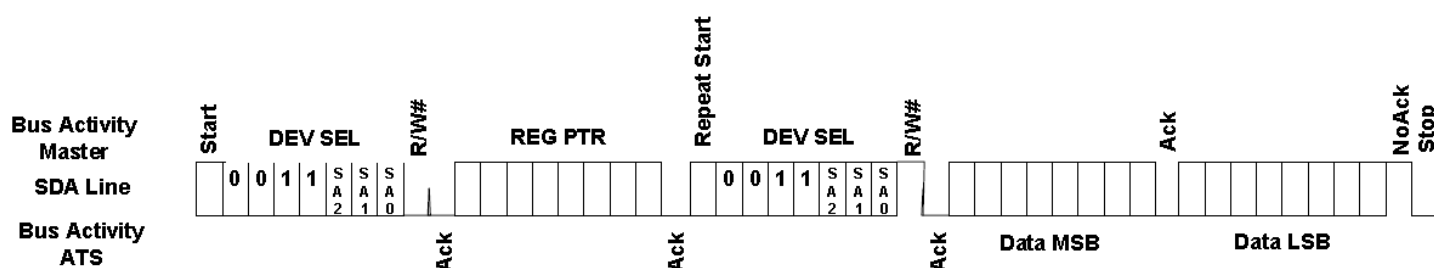 Bus Activity
Master
Start
DEV SEL
R/W#
REG PTR
Repeat Start
DEV SEL
R/W#
Ack
NoAck
Stop
SDA Line
0 0 1 1 SA2 SA1 SA0
0 0 1 1 SA2 SA1 SA0
Bus Activity
ATS
Ack
Ack
Ack
Data MSB
Data LSB